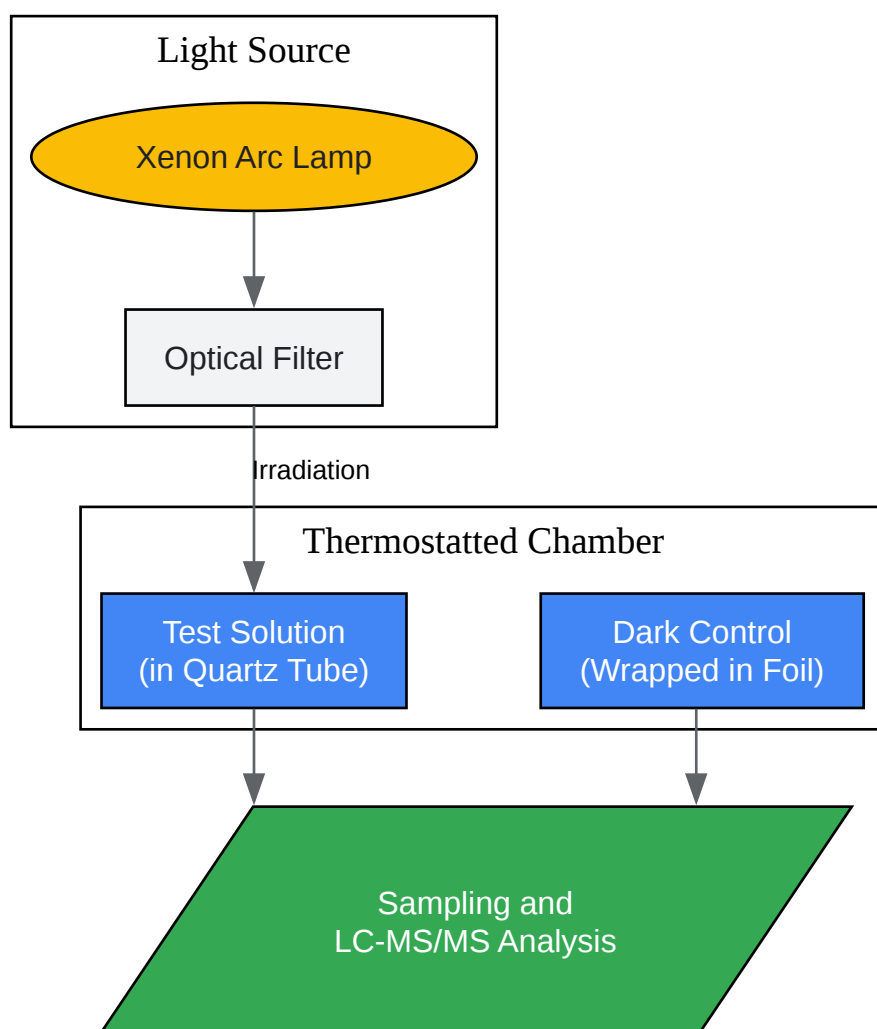 Light Source
Xenon Arc Lamp
Optical Filter
Irradiation
Thermostatted Chamber
Test Solution
(in Quartz Tube)
Dark Control
(Wrapped in Foil)
Sampling and
LC-MS/MS Analysis